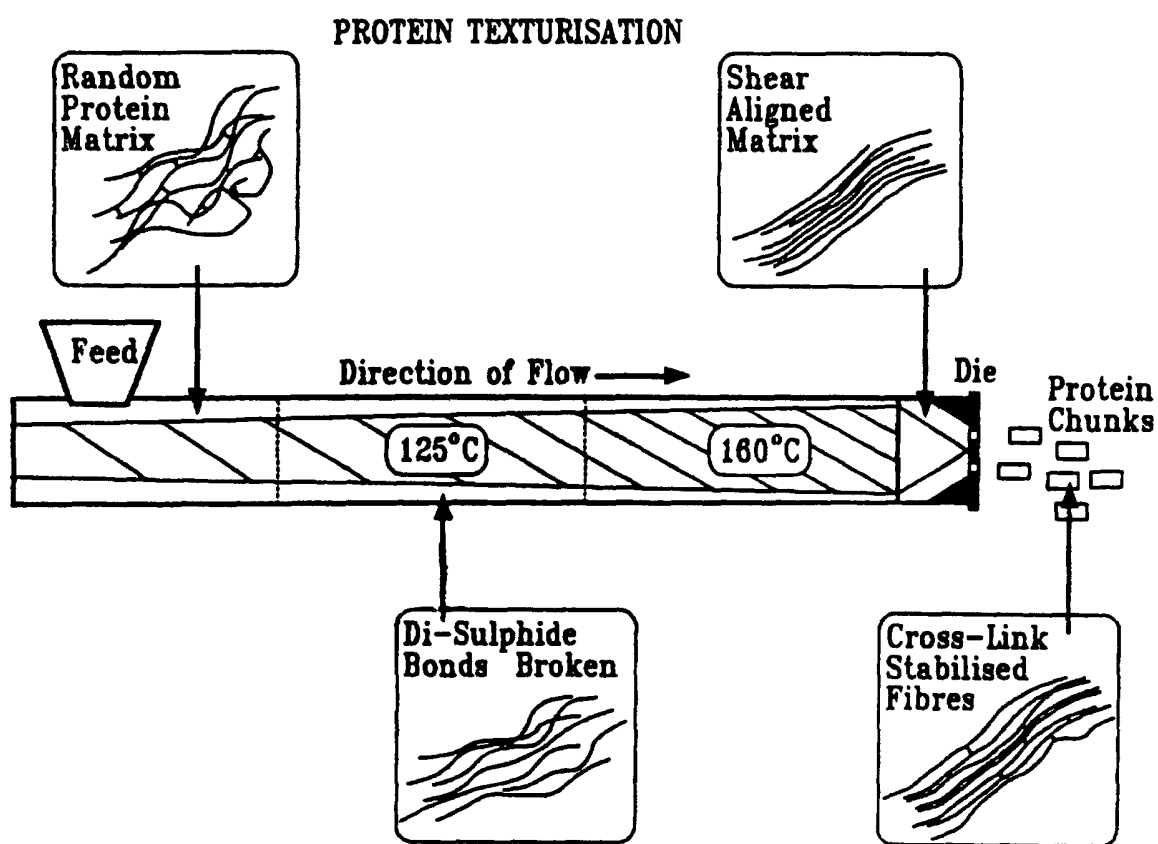 PROTEIN TEXTURISATION
Random
Protein
Matrix
Shear
Aligned
Matrix
Feed
Direction of Flow
Die
Protein
Chunks
125°C
160°C
Di-Sulphide
Bonds Broken
Cross-Link
Stabilised
Fibres